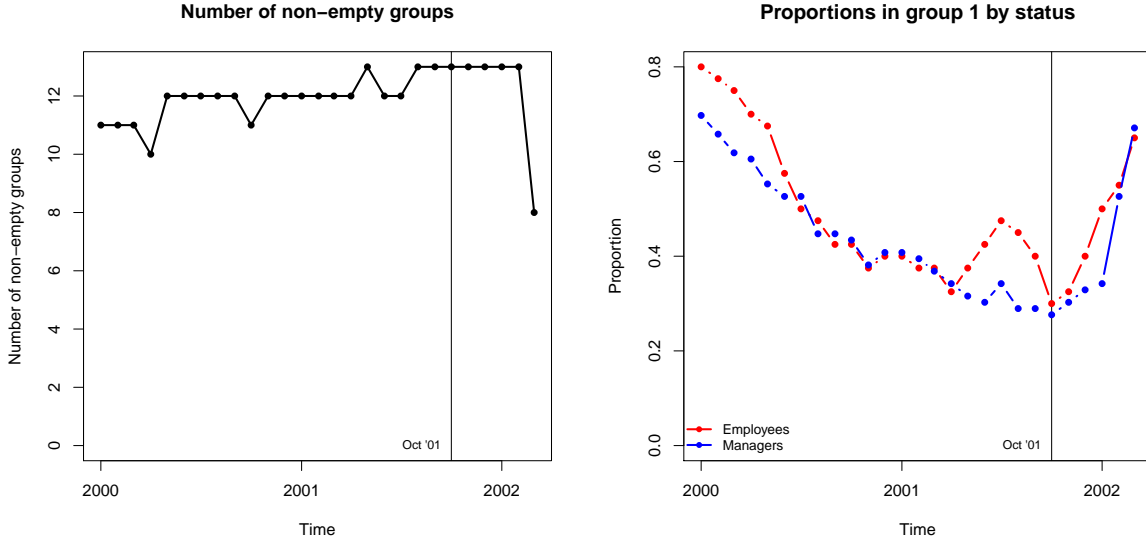 Number of non−empty groups
Number of non−empty groups
12
10
8
6
4
2
0
Oct '01
2000
2001
2002
Time
Proportions in group 1 by status
Proportion
0.8
0.6
0.4
0.2
0.0
Employees
Managers
Oct '01
2000
2001
2002
Time